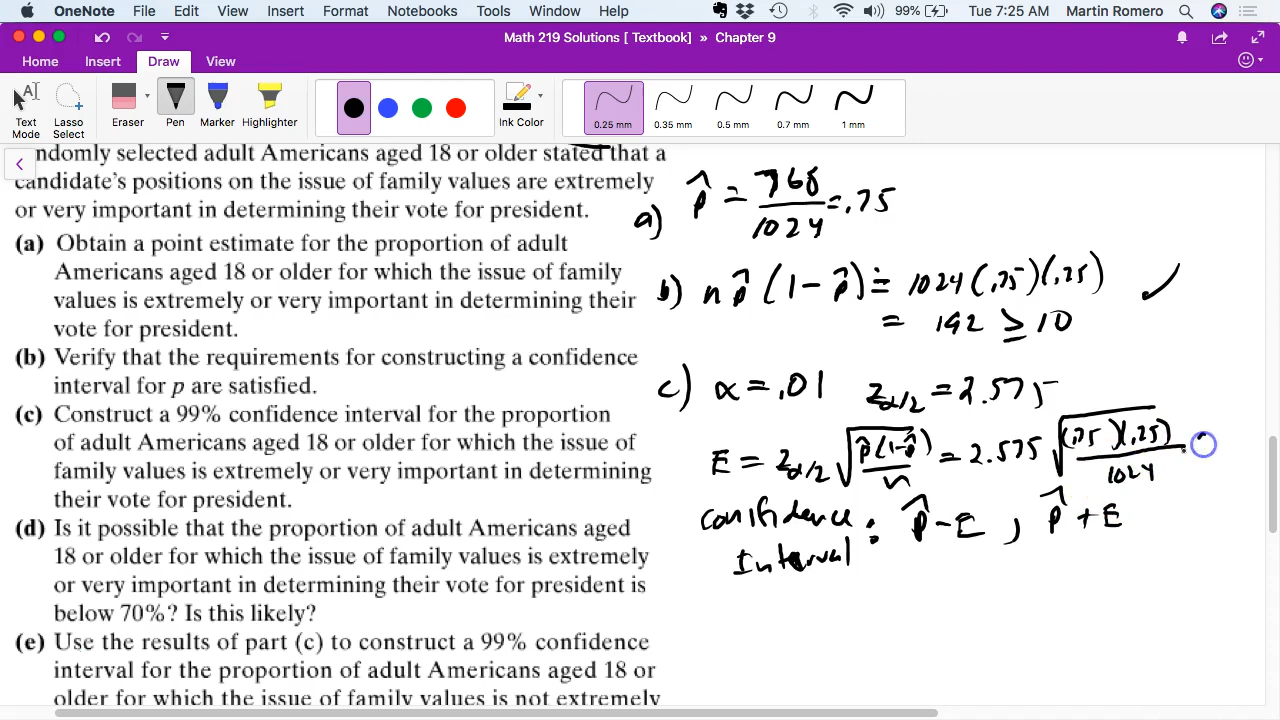 OneNote File Edit View Insert Format Notebooks Tools Window Help 99% Tue 7:25 AM Martin Romero
Math 219 Solutions [ Textbook] » Chapter 9
Home Insert Draw View
Eraser Pen Marker Highlighter
Text Mode
Lasso Select
Ink Color
0.25 mm 0.35 mm 0.5 mm 0.7 mm 1 mm
randomly selected adult Americans aged 18 or older stated that a
candidate's positions on the issue of family values are extremely
or very important in determining their vote for president.
(a) Obtain a point estimate for the proportion of adult
Americans aged 18 or older for which the issue of family
values is extremely or very important in determining their
vote for president.
(b) Verify that the requirements for constructing a confidence
interval for p are satisfied.
(c) Construct a 99% confidence interval for the proportion
of adult Americans aged 18 or older for which the issue of
family values is extremely or very important in determining
their vote for president.
(d) Is it possible that the proportion of adult Americans aged
18 or older for which the issue of family values is extremely
or very important in determining their vote for president is
below 70%? Is this likely?
(e) Use the results of part (c) to construct a 99% confidence
interval for the proportion of adult Americans aged 18 or
older for which the issue of family values is not extremely
a) p̂ = 768/1024 = .75
b) n p̂ (1 - p̂) = 1024 (.75)(.25) ✓
= 192 ≥ 10
c) α = .01 z α/2 = 2.575
E = z α/2 √(p̂(1-p̂)/n) = 2.575 √((.75)(.25)/1024)
confidence : p̂ - E , p̂ + E
Interval